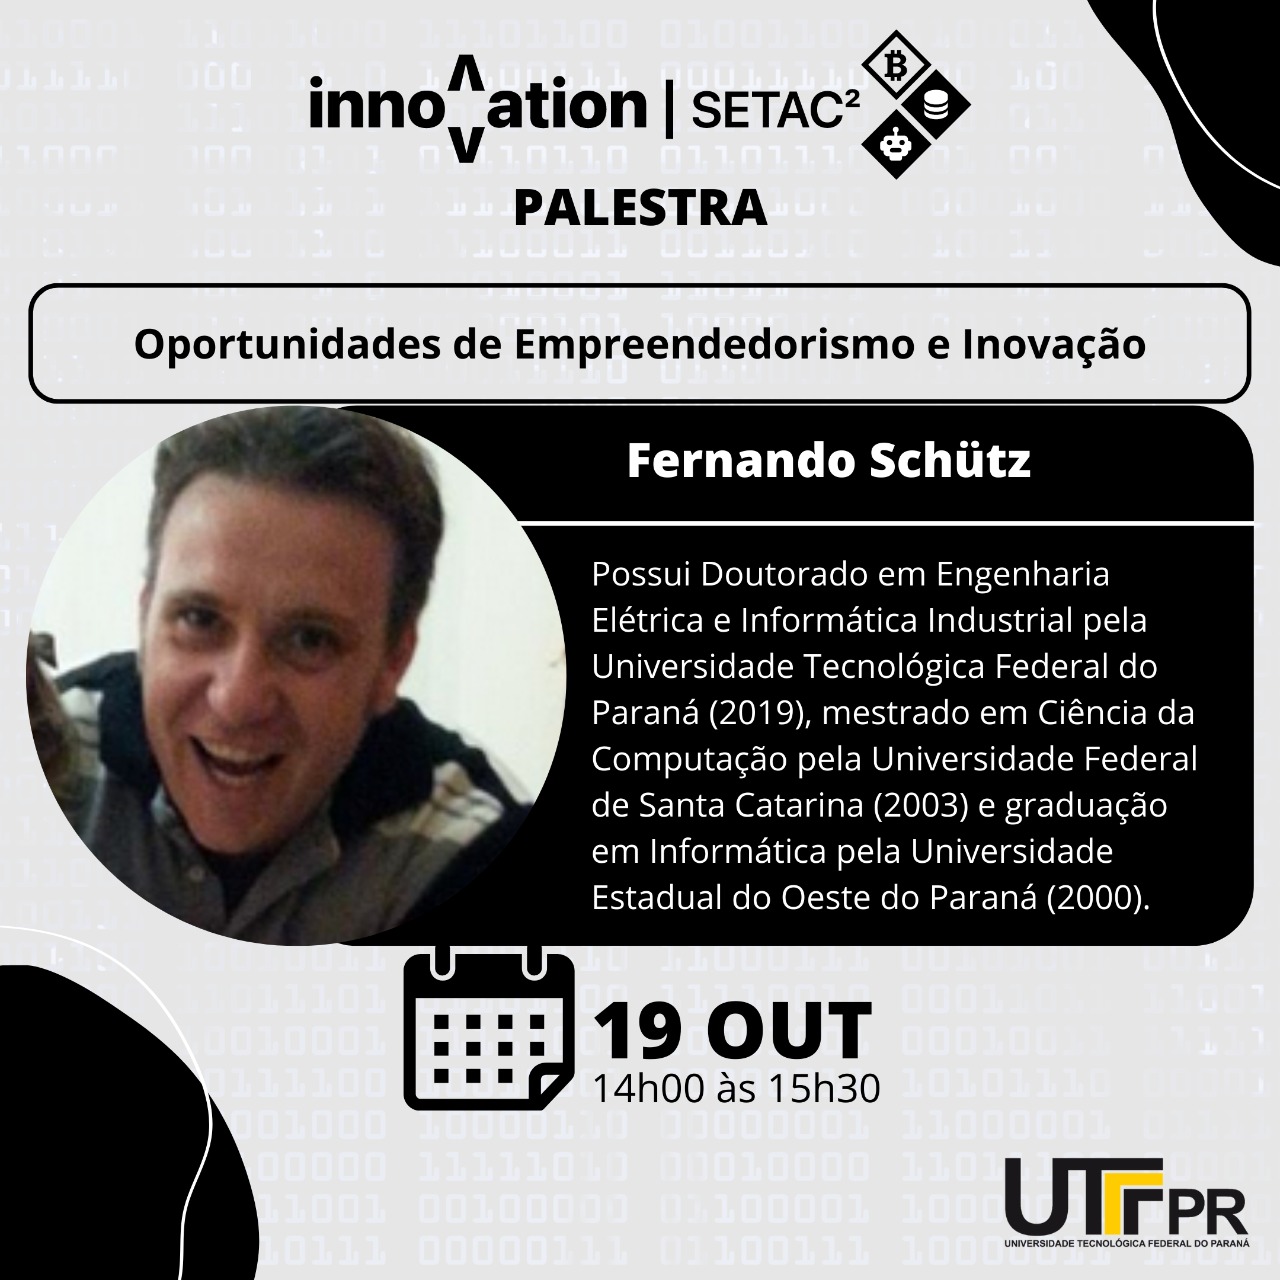 innovation | SETAC²
PALESTRA
Oportunidades de Empreendedorismo e Inovação
Fernando Schütz
Possui Doutorado em Engenharia
Elétrica e Informática Industrial pela
Universidade Tecnológica Federal do
Paraná (2019), mestrado em Ciência da
Computação pela Universidade Federal
de Santa Catarina (2003) e graduação
em Informática pela Universidade
Estadual do Oeste do Paraná (2000).
19 OUT
14h00 às 15h30
UTFPR
UNIVERSIDADE TECNOLÓGICA FEDERAL DO PARANÁ